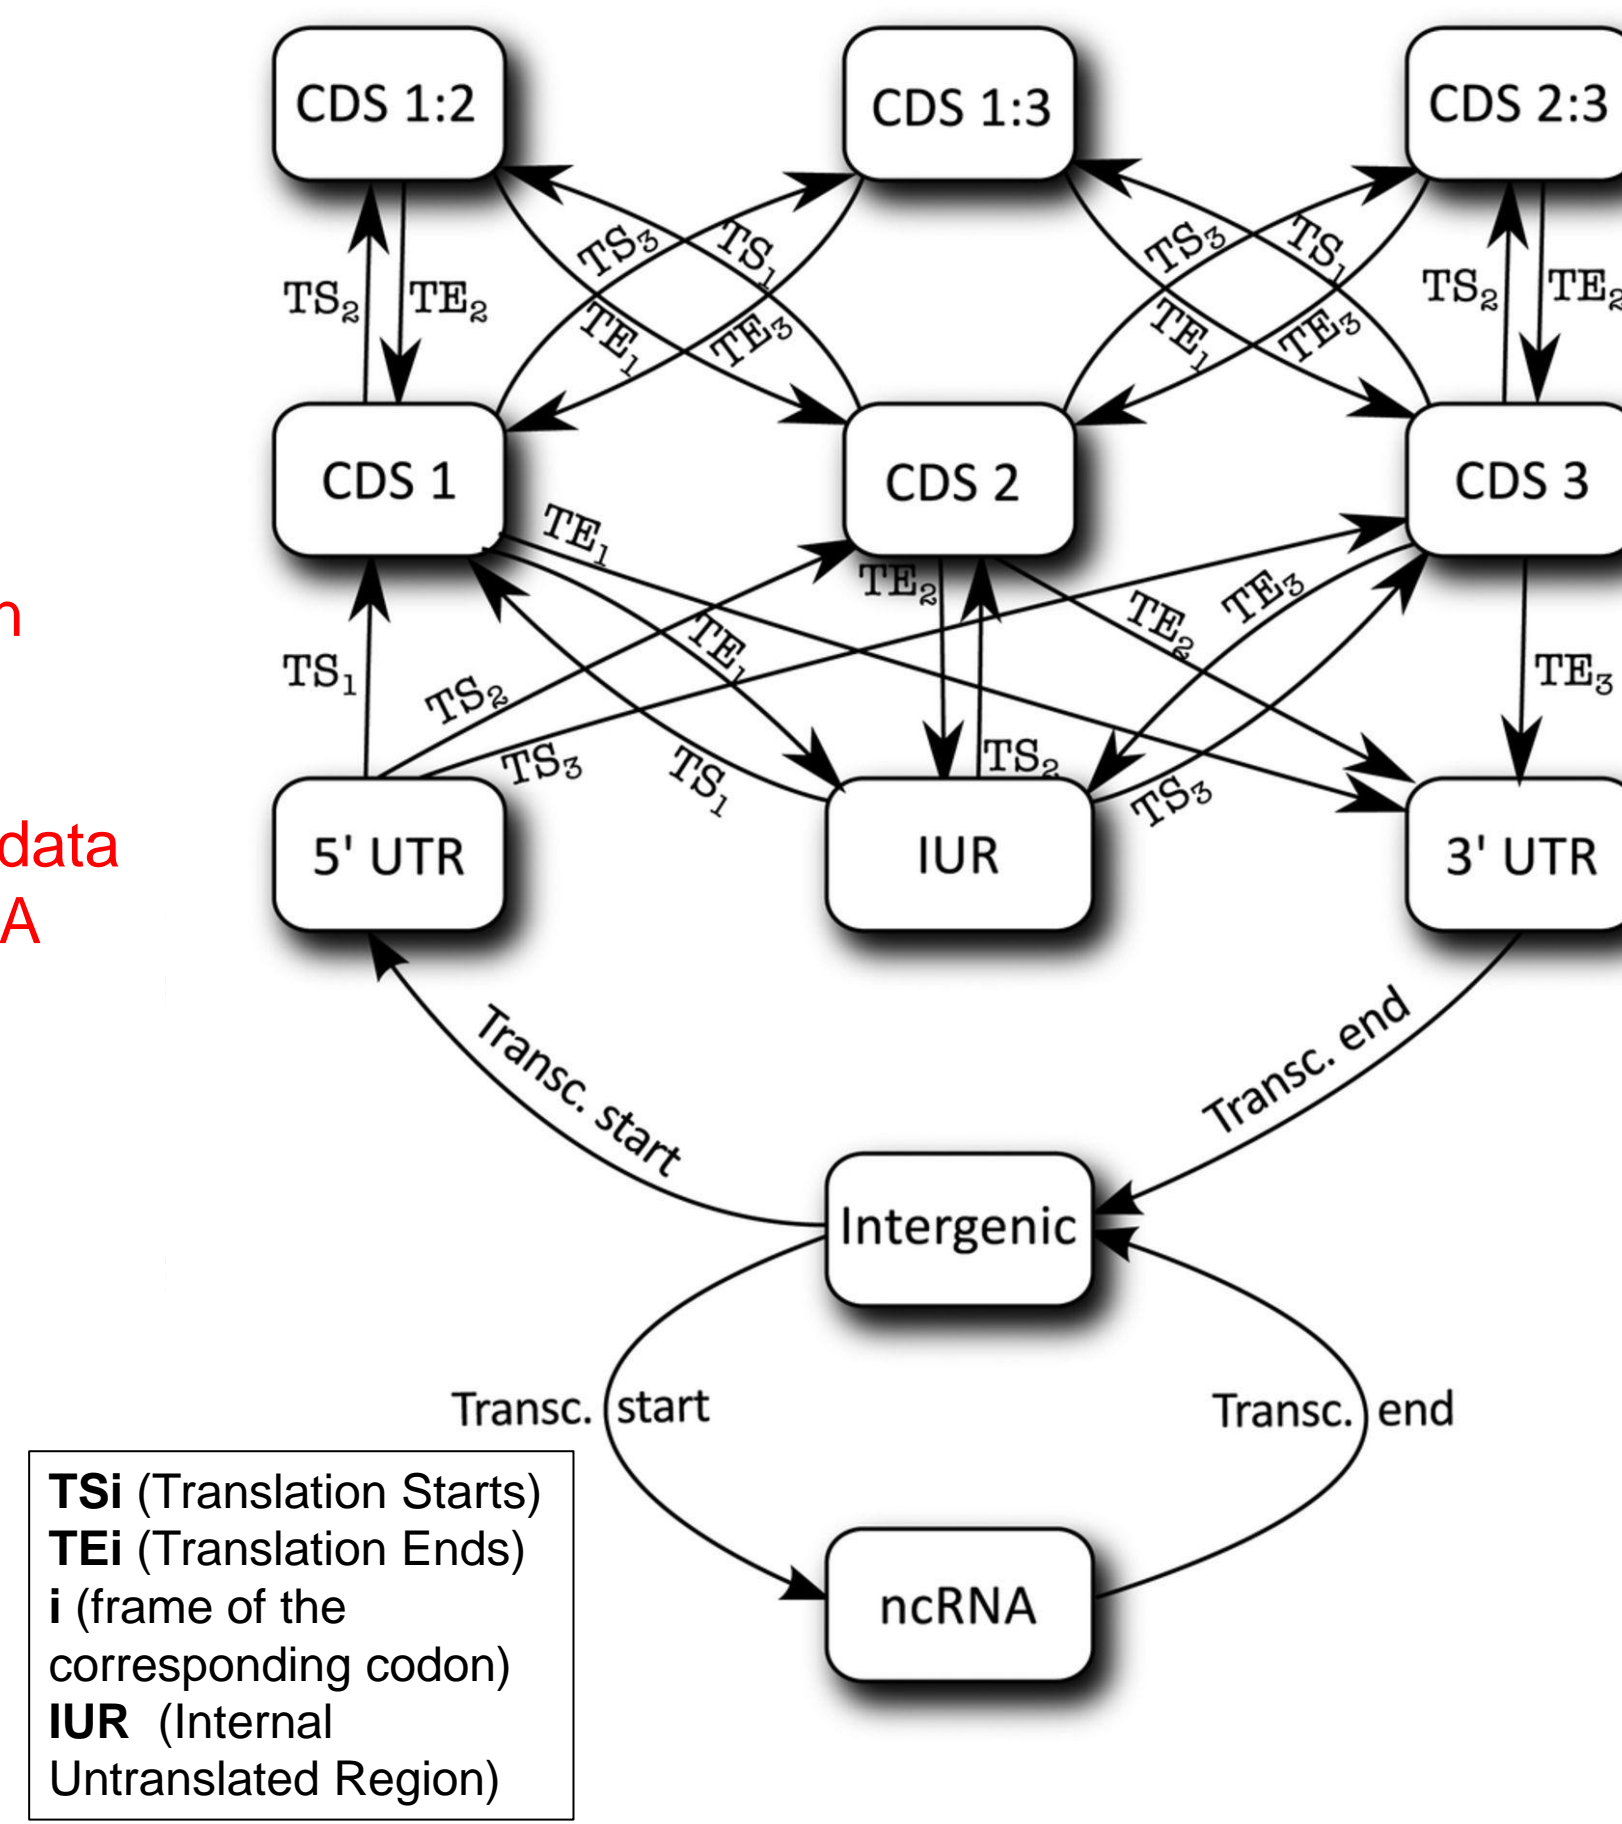 CDS 1:2
CDS 1:3
CDS 2:3
TS3
TS1
TS3
TS1
TS2
TE2
TS2
TE2
TE1
TE3
TE1
TE3
CDS 1
CDS 2
CDS 3
TE1
TE2
TE3
TE2
n
TE1
TS1
TE3
TS2
TS3
TS1
TS2
TS3
data
A
5' UTR
IUR
3' UTR
Transc. start
Transc. end
Intergenic
Transc. start
Transc. end
ncRNA
TSi (Translation Starts)
TEi (Translation Ends)
i (frame of the
corresponding codon)
IUR (Internal
Untranslated Region)